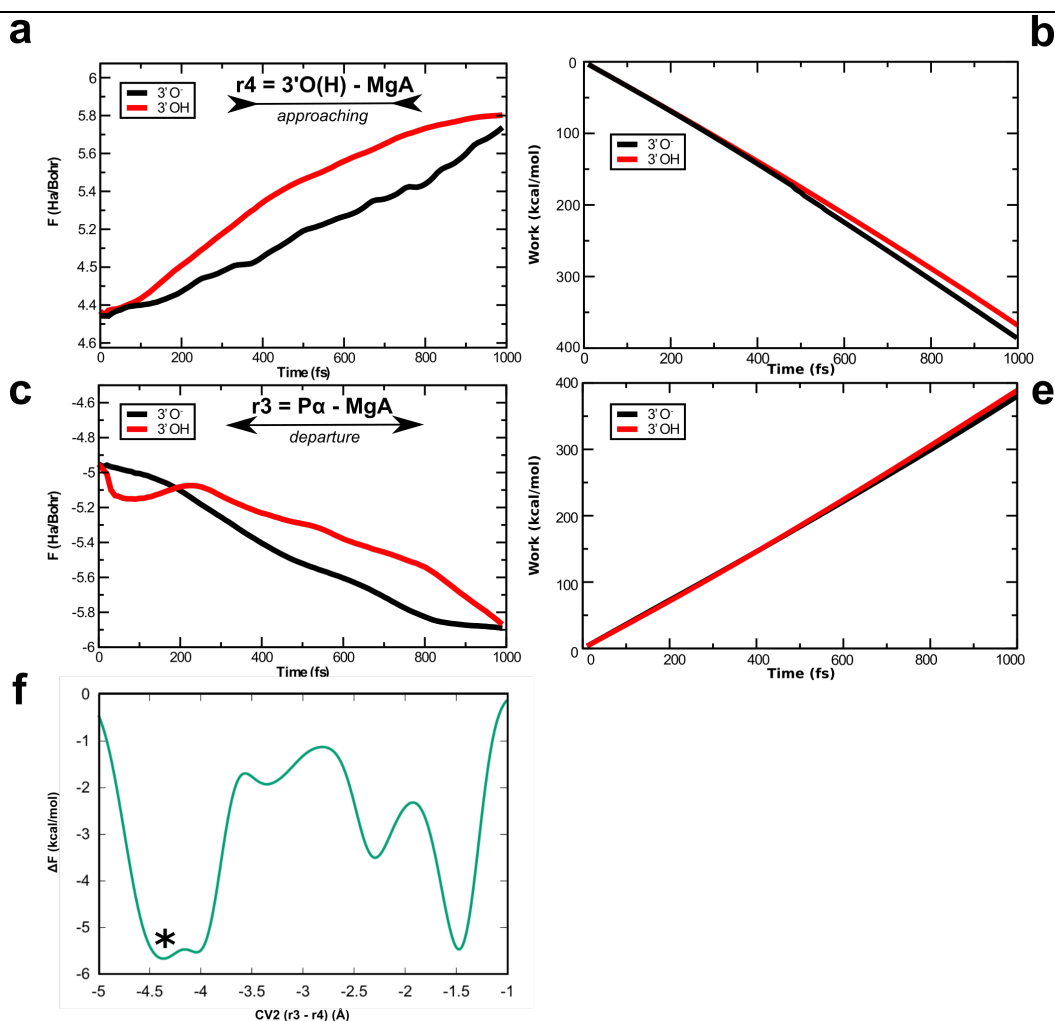 a
6
5.8
5.6
5.4
5.2
4.5
4.4
4.6
0
200
400
600
800
1000
3'O-
3'OH
r4 = 3'O(H) - MgA
approaching
F (Ha/Bohr)
Time (fs)
b
0
100
200
300
400
0
200
400
600
800
1000
3'O-
3'OH
Work (kcal/mol)
Time (fs)
c
-4.6
-4.8
-5
-5.2
-5.4
-5.6
-5.8
-6
0
200
400
600
800
1000
3'O-
3'OH
r3 = Pα - MgA
departure
F (Ha/Bohr)
Time (fs)
e
400
300
200
100
0
0
200
400
600
800
1000
3'O-
3'OH
Work (kcal/mol)
Time (fs)
f
0
-1
-2
-3
-4
-5
-6
-5
-4.5
-4
-3.5
-3
-2.5
-2
-1.5
-1
*
ΔF (kcal/mol)
CV2 (r3 - r4) (Å)